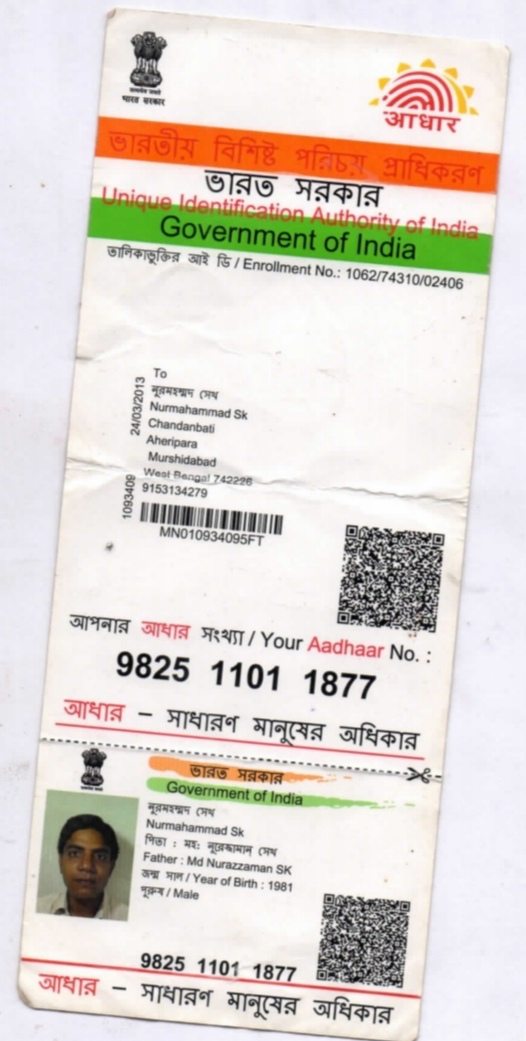 भारत सरकार
आधार
ভারতীয় বিশিষ্ট পরিচয় প্রাধিকরণ
ভারত সরকার
Unique Identification Authority of India
Government of India
তালিকাভুক্তির আই ডি / Enrollment No.: 1062/74310/02406
24/03/2013
1093409
To
নূরমহম্মদ সেখ
Nurmahammad Sk
Chandanbati
Aheripara
Murshidabad
West Bengal 742226
9153134279
MN010934095FT
আপনার আধার সংখ্যা / Your Aadhaar No. :
9825 1101 1877
আধার – সাধারণ মানুষের অধিকার
ভারত সরকার
Government of India
নূরমহম্মদ সেখ
Nurmahammad Sk
পিতা : মহ: নূরেজ্জামান্ সেখ
Father : Md Nurazzaman SK
জন্ম সাল / Year of Birth : 1981
পুরুষ / Male
9825 1101 1877
আধার – সাধারণ মানুষের অধিকার